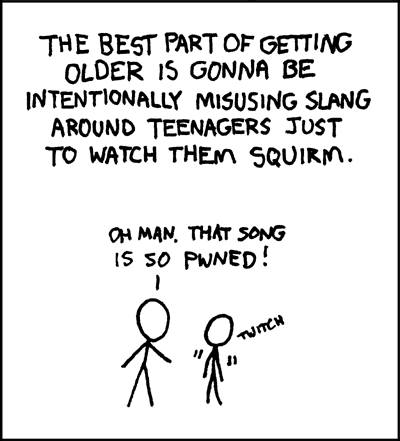 THE BEST PART OF GETTING
OLDER IS GONNA BE
INTENTIONALLY MISUSING SLANG
AROUND TEENAGERS JUST
TO WATCH THEM SQUIRM.
OH MAN, THAT SONG
IS SO PWNED!
TWITCH